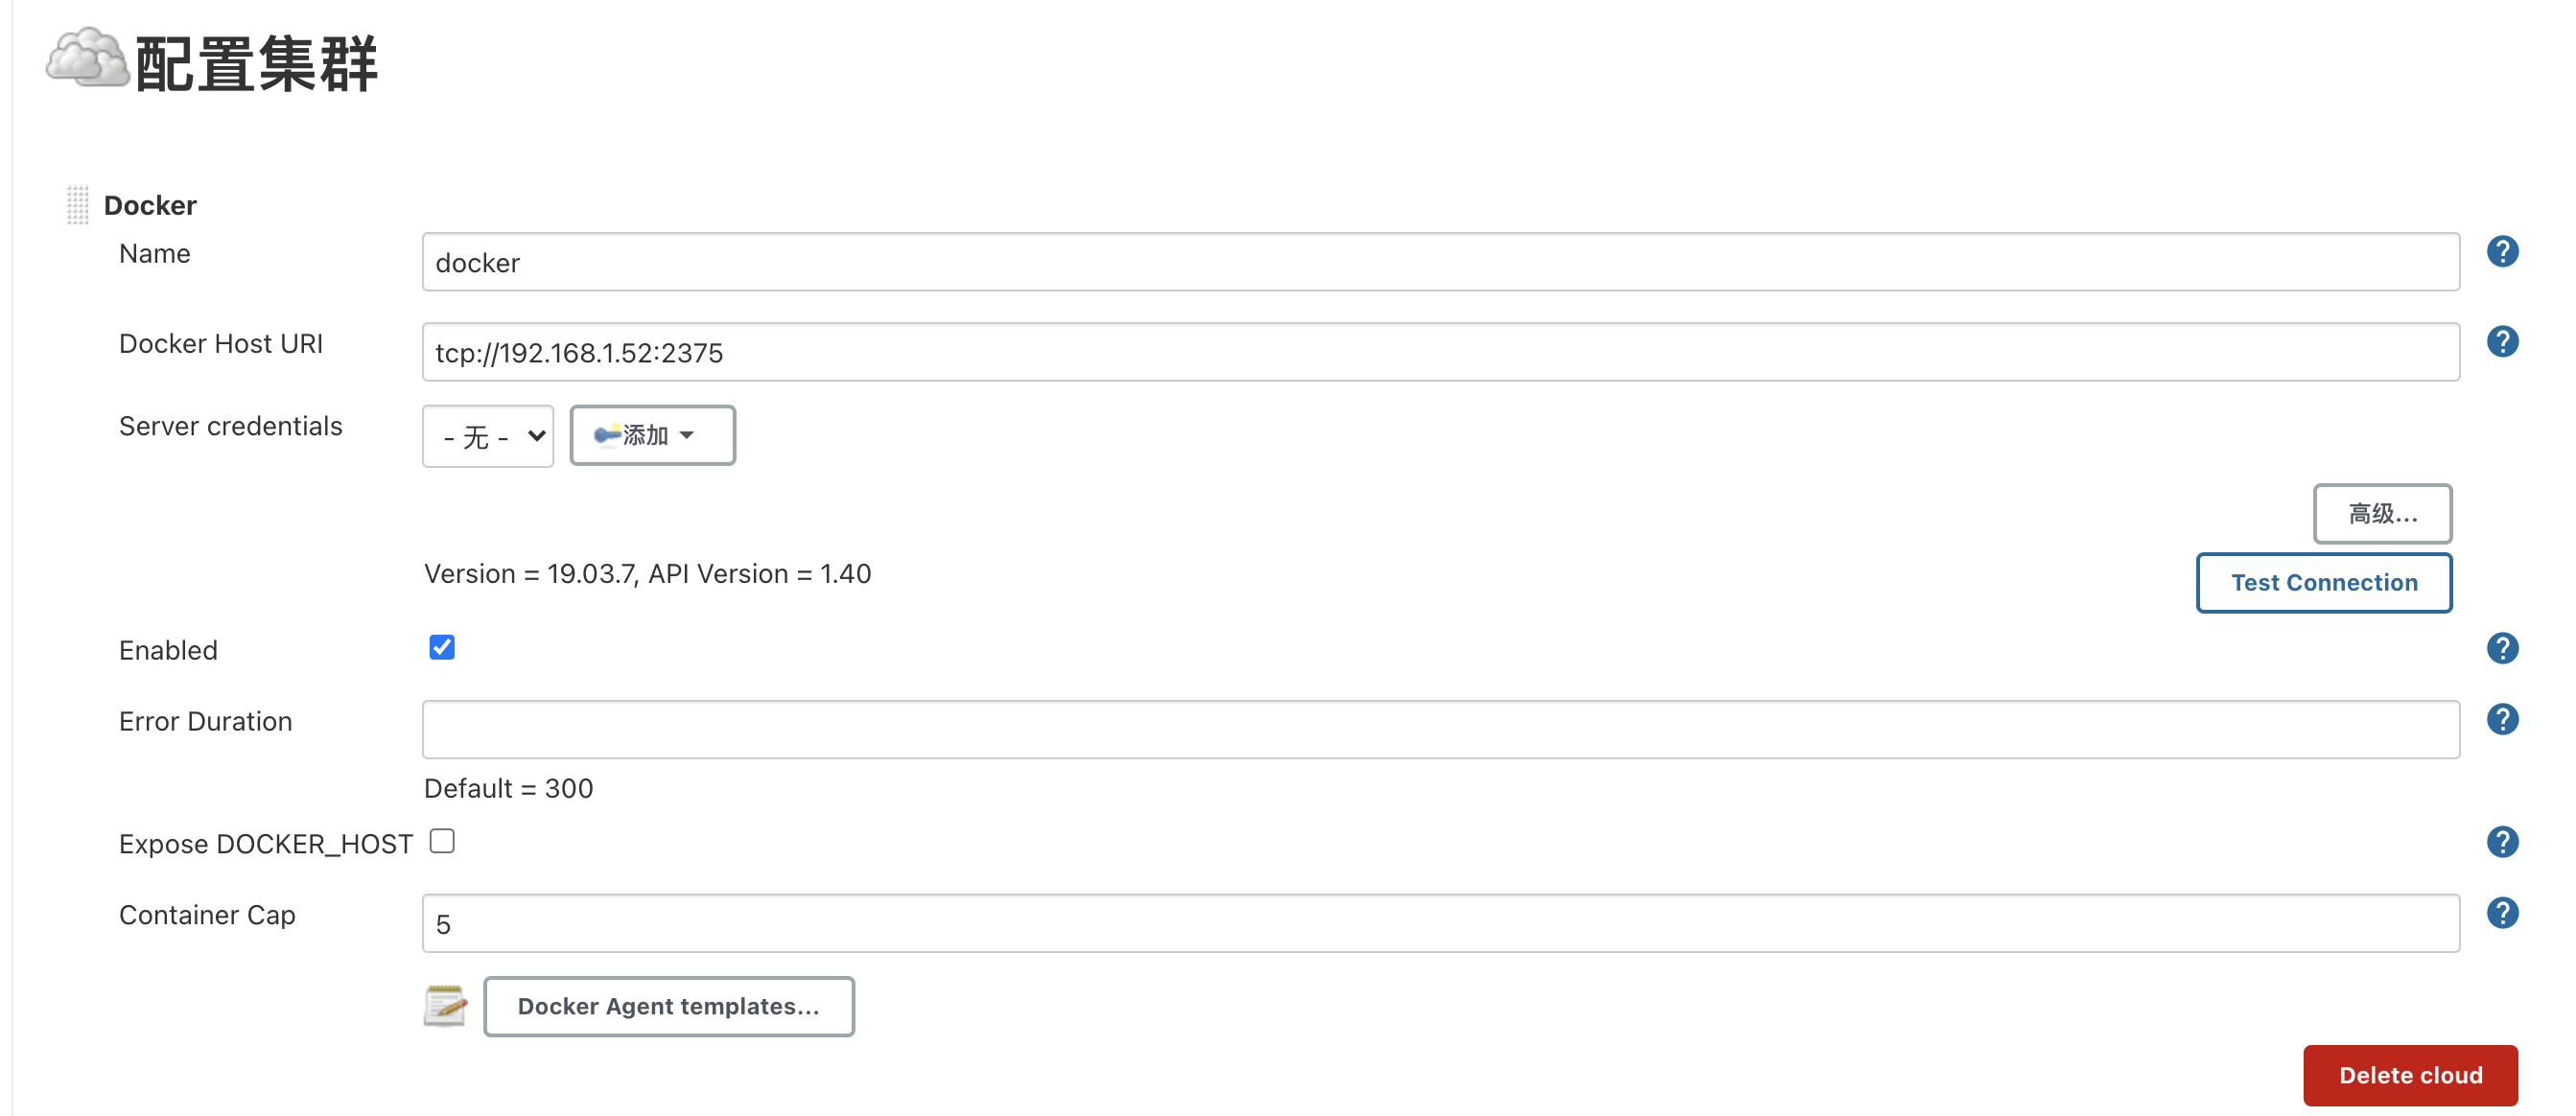 配置集群
Docker
Name
docker
Docker Host URI
tcp://192.168.1.52:2375
Server credentials
- 无 -
添加
高级...
Version = 19.03.7, API Version = 1.40
Test Connection
Enabled
Error Duration
Default = 300
Expose DOCKER_HOST
Container Cap
5
Docker Agent templates...
Delete cloud